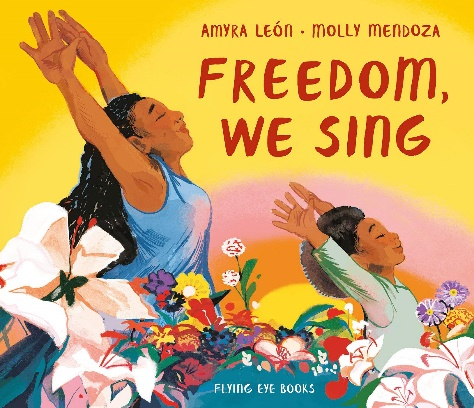 AMYRA LEÓN · MOLLY MENDOZA
FREEDOM,
WE SING
FLYING EYE BOOKS